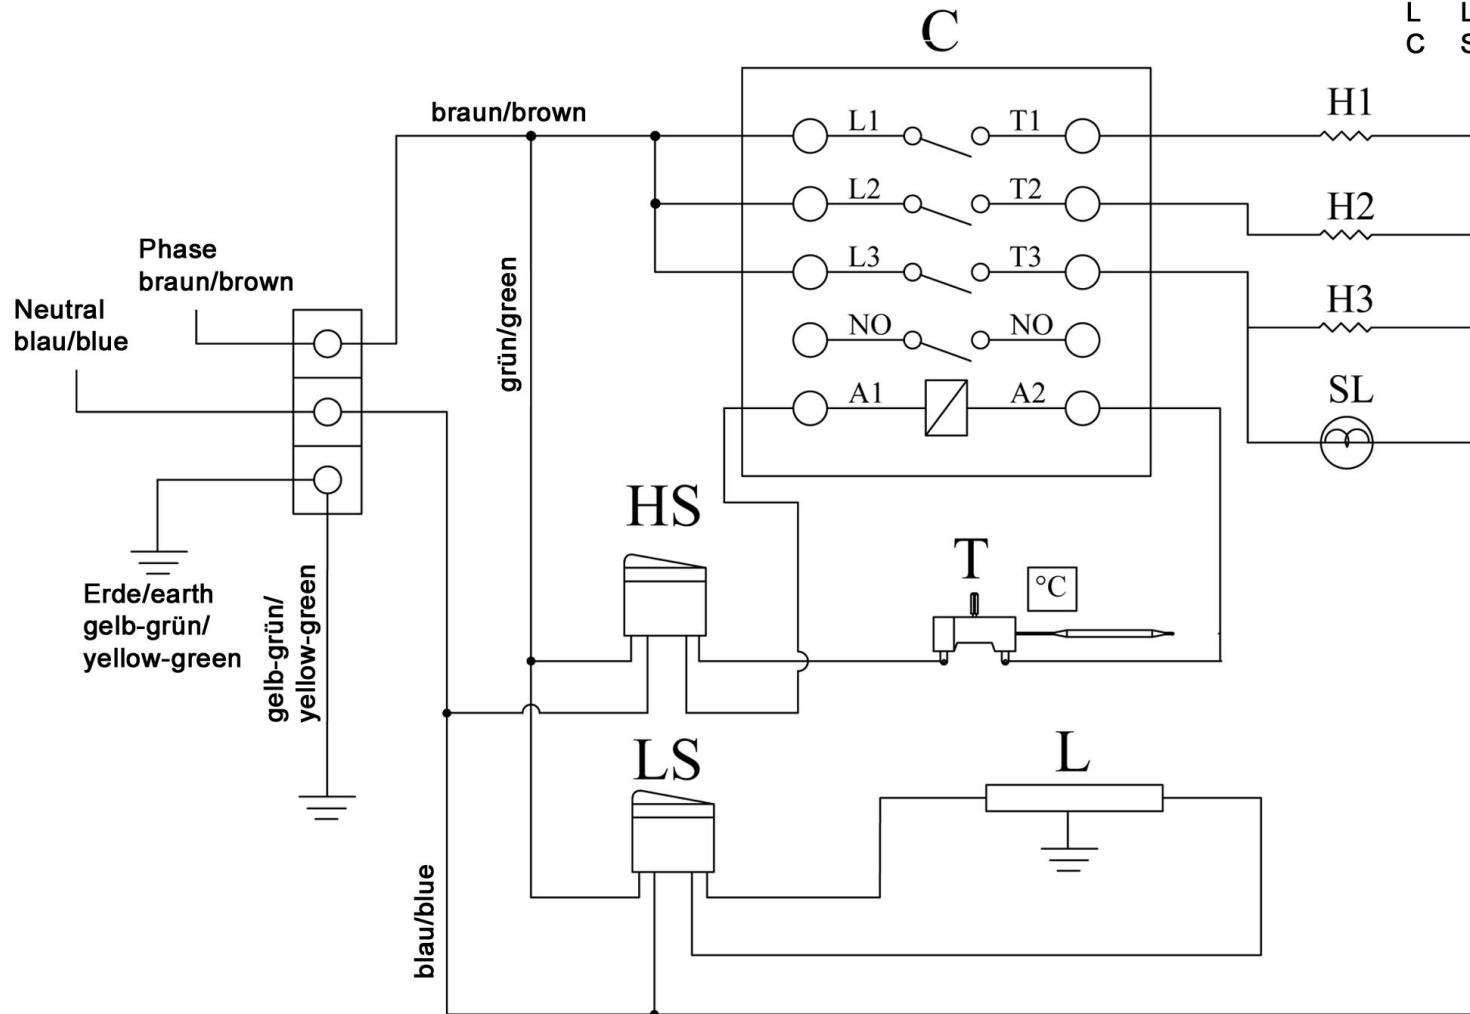 L L
C S
C
braun/brown
L1 T1
H1
L2 T2
H2
L3 T3
H3
NO NO
A1 A2
SL
Phase
braun/brown
Neutral
blau/blue
grün/green
HS
T
°C
Erde/earth
gelb-grün/
yellow-green
gelb-grün/
yellow-green
LS
L
blau/blue